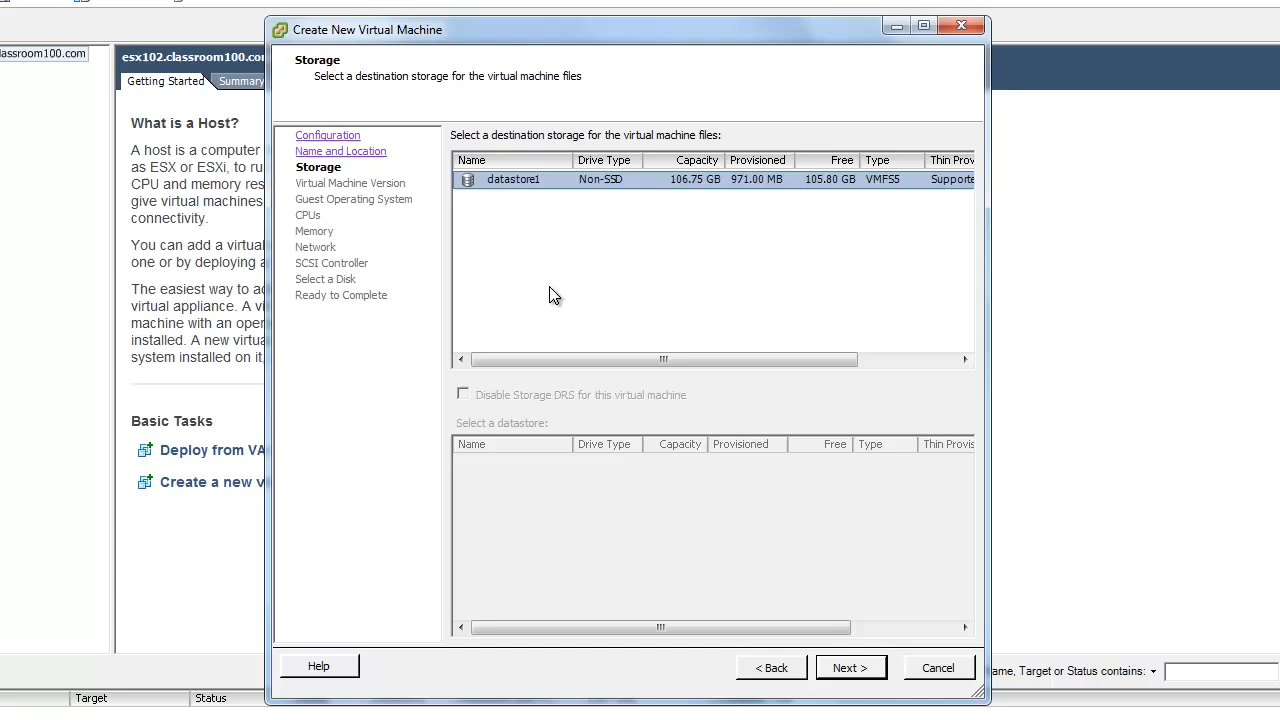 Create New Virtual Machine
Storage
Select a destination storage for the virtual machine files
lassroom100.com
esx102.classroom100.co
Getting Started
Summary
What is a Host?
A host is a computer
as ESX or ESXi, to ru
CPU and memory res
give virtual machines
connectivity.
You can add a virtual
one or by deploying a
The easiest way to ad
virtual appliance. A vi
machine with an oper
installed. A new virtua
system installed on it.
Basic Tasks
Deploy from VA
Create a new v
Configuration
Name and Location
Storage
Virtual Machine Version
Guest Operating System
CPUs
Memory
Network
SCSI Controller
Select a Disk
Ready to Complete
Select a destination storage for the virtual machine files:
Name Drive Type Capacity Provisioned Free Type Thin Prov
datastore1 Non-SSD 106.75 GB 971.00 MB 105.80 GB VMFS5 Supporte
Disable Storage DRS for this virtual machine
Select a datastore:
Name Drive Type Capacity Provisioned Free Type Thin Provis
Help
< Back
Next >
Cancel
ame, Target or Status contains:
Target
Status